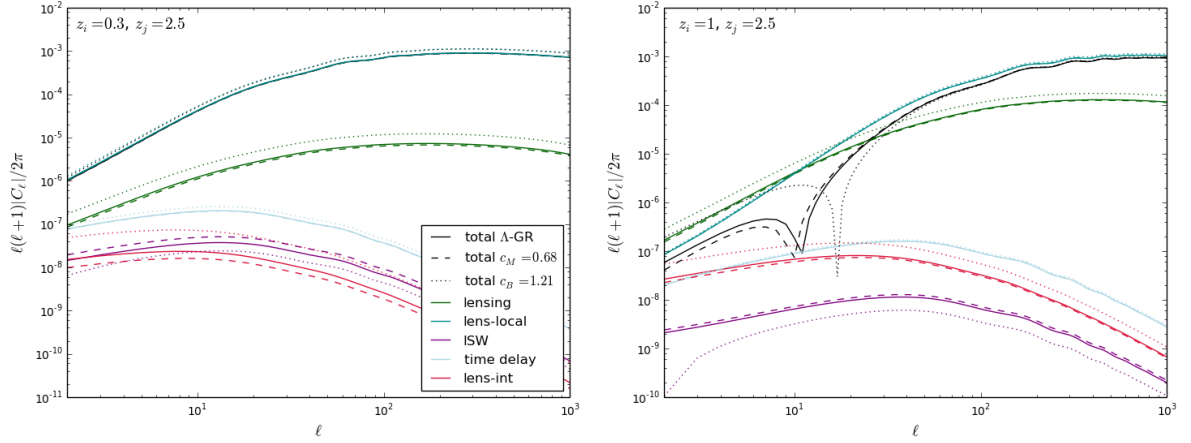 z_i =0.3, z_j =2.5
ℓ(ℓ+1)|C_ℓ|/2π
10^-2
10^-3
10^-4
10^-5
10^-6
10^-7
10^-8
10^-9
10^-10
10^-11
total Λ-GR
total c_M =0.68
total c_B =1.21
lensing
lens-local
ISW
time delay
lens-int
10^1
10^2
10^3
ℓ
z_i =1, z_j =2.5
ℓ(ℓ+1)|C_ℓ|/2π
10^-2
10^-3
10^-4
10^-5
10^-6
10^-7
10^-8
10^-9
10^-10
10^1
10^2
10^3
ℓ